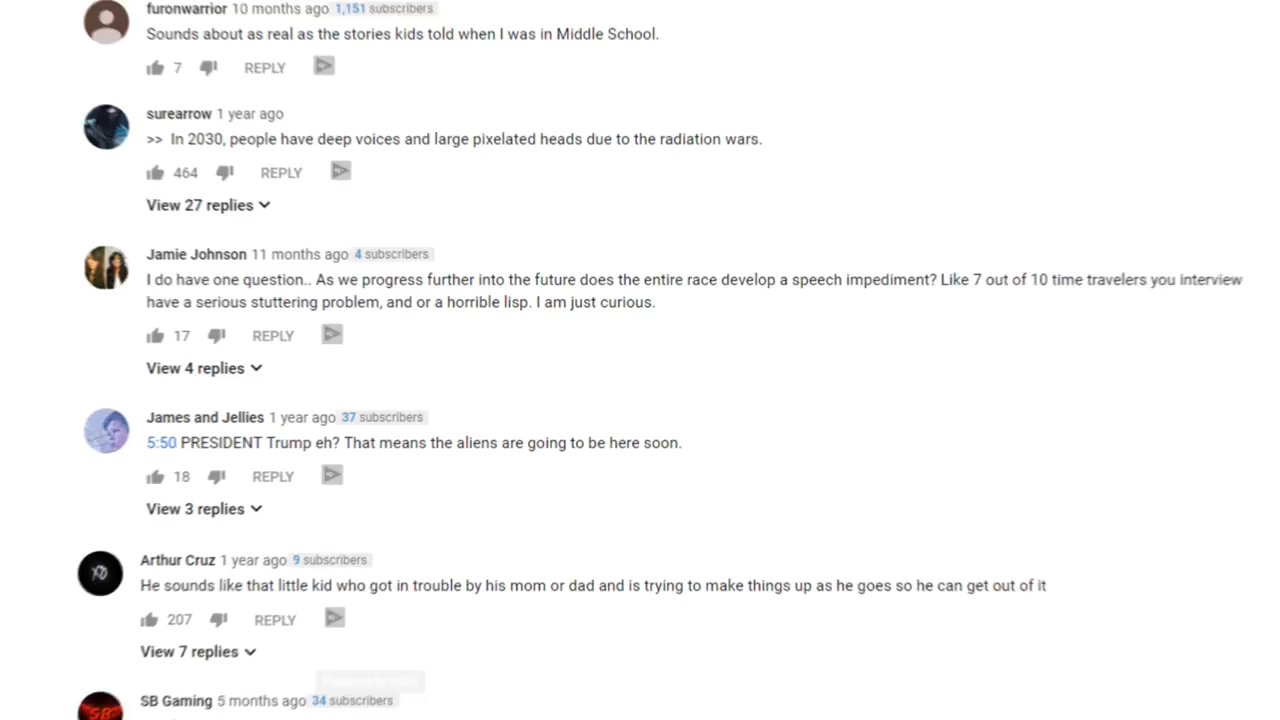 furonwarrior 10 months ago 1,151 subscribers
Sounds about as real as the stories kids told when I was in Middle School.
7 REPLY
surearrow 1 year ago
>> In 2030, people have deep voices and large pixelated heads due to the radiation wars.
464 REPLY
View 27 replies
Jamie Johnson 11 months ago 4 subscribers
I do have one question.. As we progress further into the future does the entire race develop a speech impediment? Like 7 out of 10 time travelers you interview
have a serious stuttering problem, and or a horrible lisp. I am just curious.
17 REPLY
View 4 replies
James and Jellies 1 year ago 37 subscribers
5:50 PRESIDENT Trump eh? That means the aliens are going to be here soon.
18 REPLY
View 3 replies
Arthur Cruz 1 year ago 9 subscribers
He sounds like that little kid who got in trouble by his mom or dad and is trying to make things up as he goes so he can get out of it
207 REPLY
View 7 replies
SB Gaming 5 months ago 34 subscribers
SB